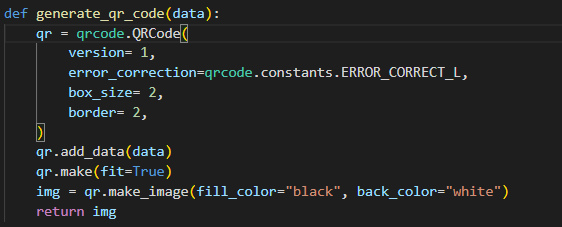 def generate_qr_code(data):
    qr = qrcode.QRCode(
        version= 1,
        error_correction=qrcode.constants.ERROR_CORRECT_L,
        box_size= 2,
        border= 2,
    )
    qr.add_data(data)
    qr.make(fit=True)
    img = qr.make_image(fill_color="black", back_color="white")
    return img